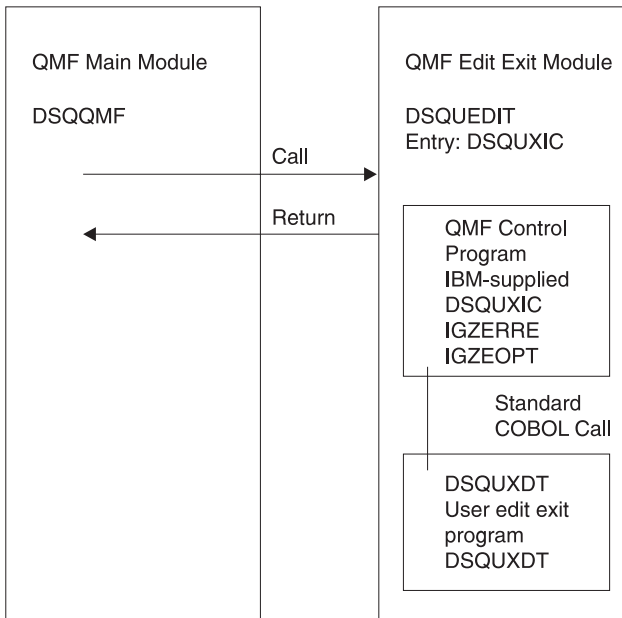 QMF Main Module
DSQQMF
Call
Return
QMF Edit Exit Module
DSQUEDIT
Entry: DSQUXIC
QMF Control
Program
IBM-supplied
DSQUXIC
IGZERRE
IGZEOPT
Standard
COBOL Call
DSQUXDT
User edit exit
program
DSQUXDT